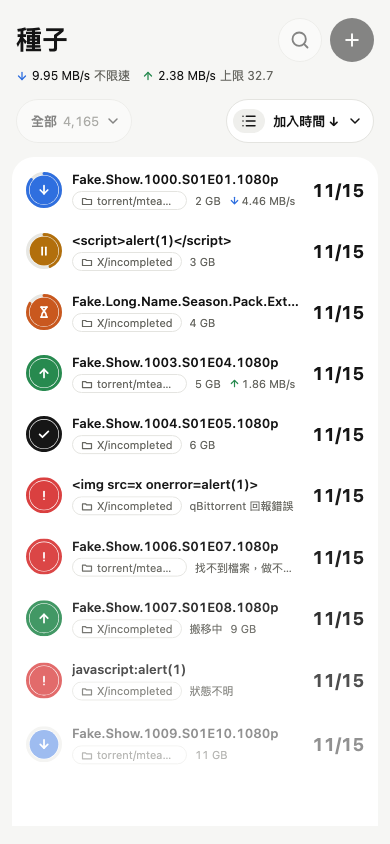 種子
↓ 9.95 MB/s 不限速 ↑ 2.38 MB/s 上限 32.7
全部 4,165
加入時間 ↓
Fake.Show.1000.S01E01.1080p
torrent/mtea... 2 GB ↓ 4.46 MB/s
11/15
<script>alert(1)</script>
X/incompleted 3 GB
11/15
Fake.Long.Name.Season.Pack.Ext...
X/incompleted 4 GB
11/15
Fake.Show.1003.S01E04.1080p
torrent/mtea... 5 GB ↑ 1.86 MB/s
11/15
Fake.Show.1004.S01E05.1080p
X/incompleted 6 GB
11/15
<img src=x onerror=alert(1)>
X/incompleted qBittorrent 回報錯誤
11/15
Fake.Show.1006.S01E07.1080p
torrent/mtea... 找不到檔案，做不...
11/15
Fake.Show.1007.S01E08.1080p
X/incompleted 搬移中 9 GB
11/15
javascript:alert(1)
X/incompleted 狀態不明
11/15
Fake.Show.1009.S01E10.1080p
torrent/mtea... 11 GB
11/15